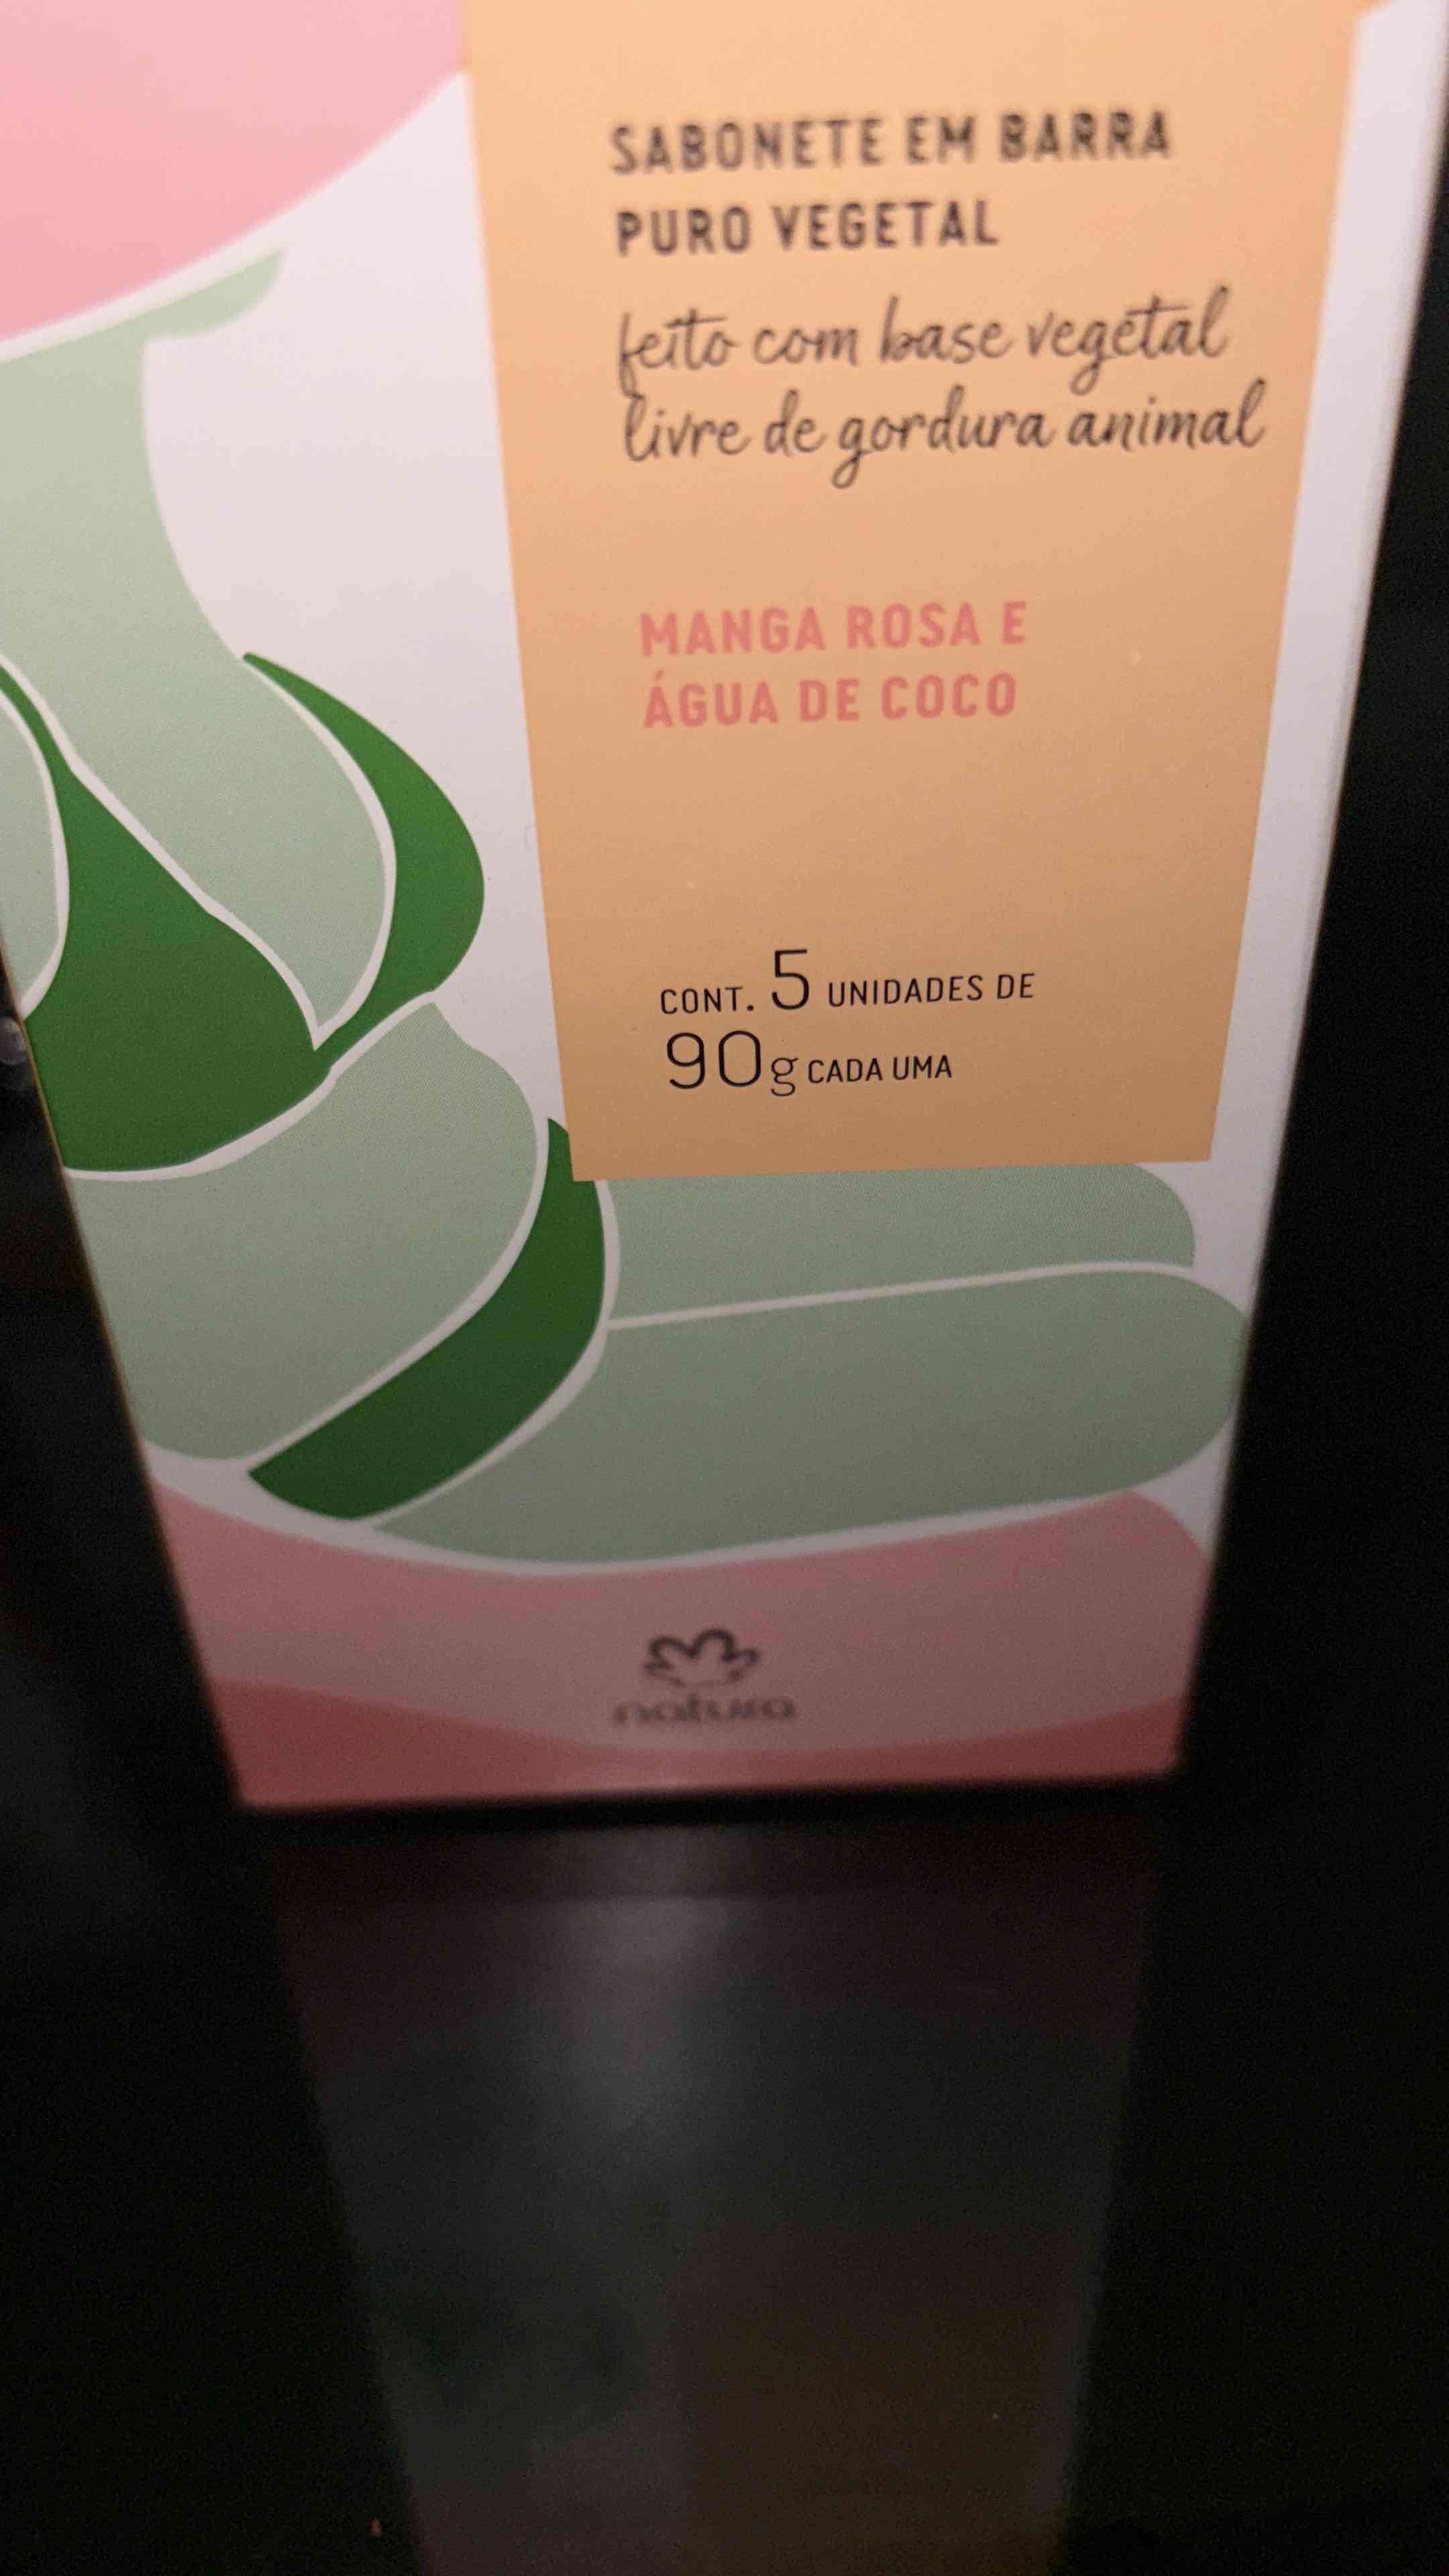 SABONETE EM BARRA
PURO VEGETAL
feito com base vegetal
livre de gordura animal
MANGA ROSA E
ÁGUA DE COCO
CONT. 5 UNIDADES DE
90g CADA UMA
natura